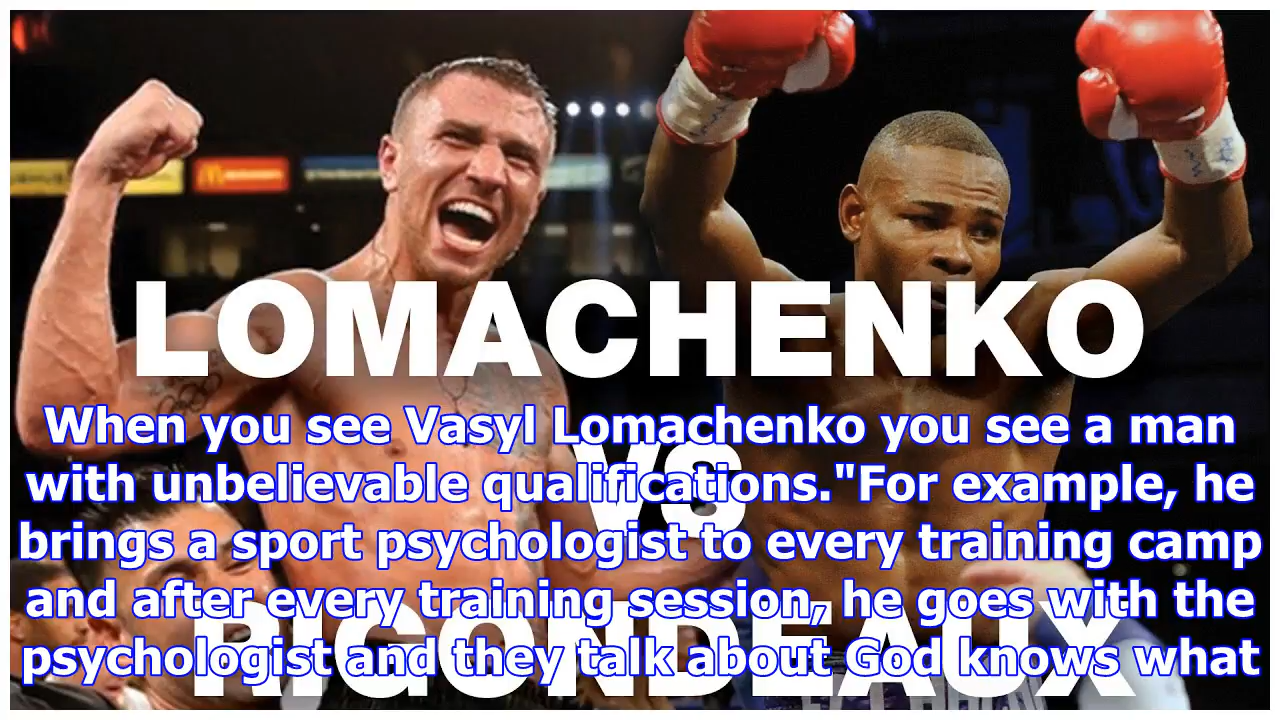 LOMACHENKO
When you see Vasyl Lomachenko you see a man
with unbelievable qualifications."For example, he
VS
brings a sport psychologist to every training camp
and after every training session, he goes with the
RIGONDEAUX
psychologist and they talk about God knows what